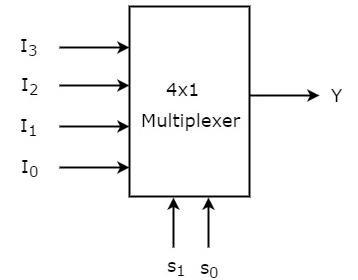 I₃
I₂
I₁
I₀
4x1
Multiplexer
Y
s₁ s₀